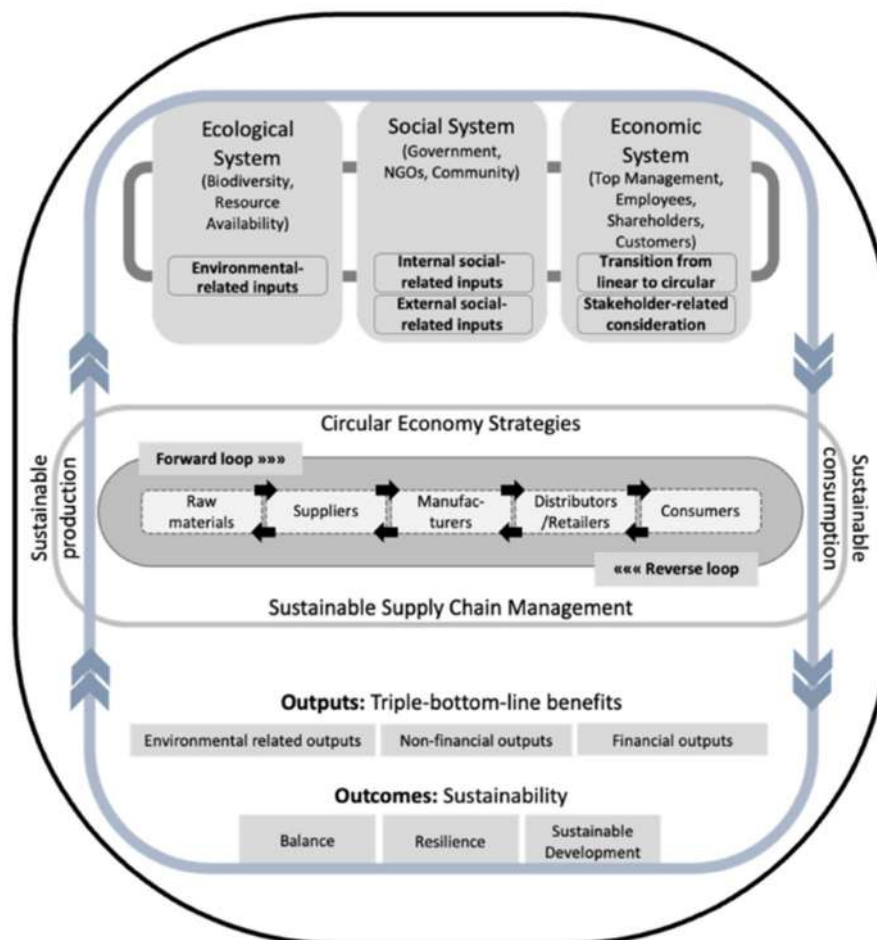 Ecological
System
(Biodiversity,
Resource
Availability)
Environmental-
related inputs
Social System
(Government,
NGOs, Community)
Internal social-
related inputs
External social-
related inputs
Economic
System
(Top Management,
Employees,
Shareholders,
Customers)
Transition from
linear to circular
Stakeholder-related
consideration
Sustainable
production
Circular Economy Strategies
Forward loop »»»
Raw
materials
Suppliers
Manufac-
turers
Distributors
/Retailers
Consumers
««« Reverse loop
Sustainable Supply Chain Management
Sustainable
consumption
Outputs: Triple-bottom-line benefits
Environmental related outputs
Non-financial outputs
Financial outputs
Outcomes: Sustainability
Balance
Resilience
Sustainable
Development